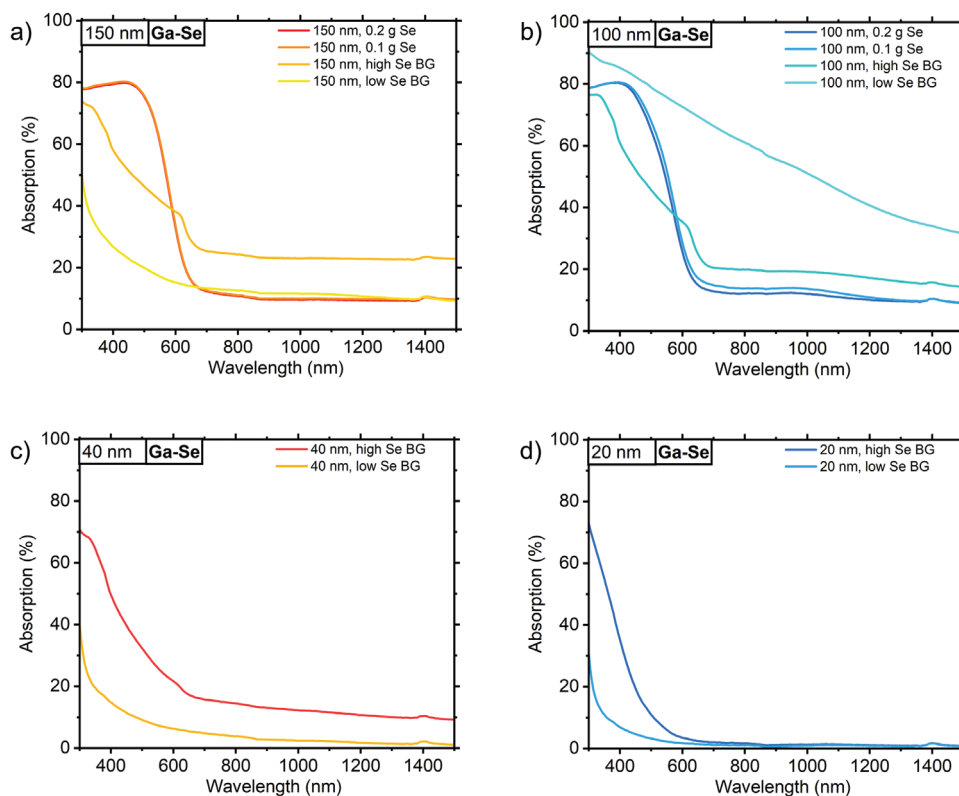 a)
150 nm Ga-Se
150 nm, 0.2 g Se
150 nm, 0.1 g Se
150 nm, high Se BG
150 nm, low Se BG
100
80
60
40
20
0
Absorption (%)
400 600 800 1000 1200 1400
Wavelength (nm)
b)
100 nm Ga-Se
100 nm, 0.2 g Se
100 nm, 0.1 g Se
100 nm, high Se BG
100 nm, low Se BG
100
80
60
40
20
0
Absorption (%)
400 600 800 1000 1200 1400
Wavelength (nm)
c)
40 nm Ga-Se
40 nm, high Se BG
40 nm, low Se BG
100
80
60
40
20
0
Absorption (%)
400 600 800 1000 1200 1400
Wavelength (nm)
d)
20 nm Ga-Se
20 nm, high Se BG
20 nm, low Se BG
100
80
60
40
20
0
Absorption (%)
400 600 800 1000 1200 1400
Wavelength (nm)